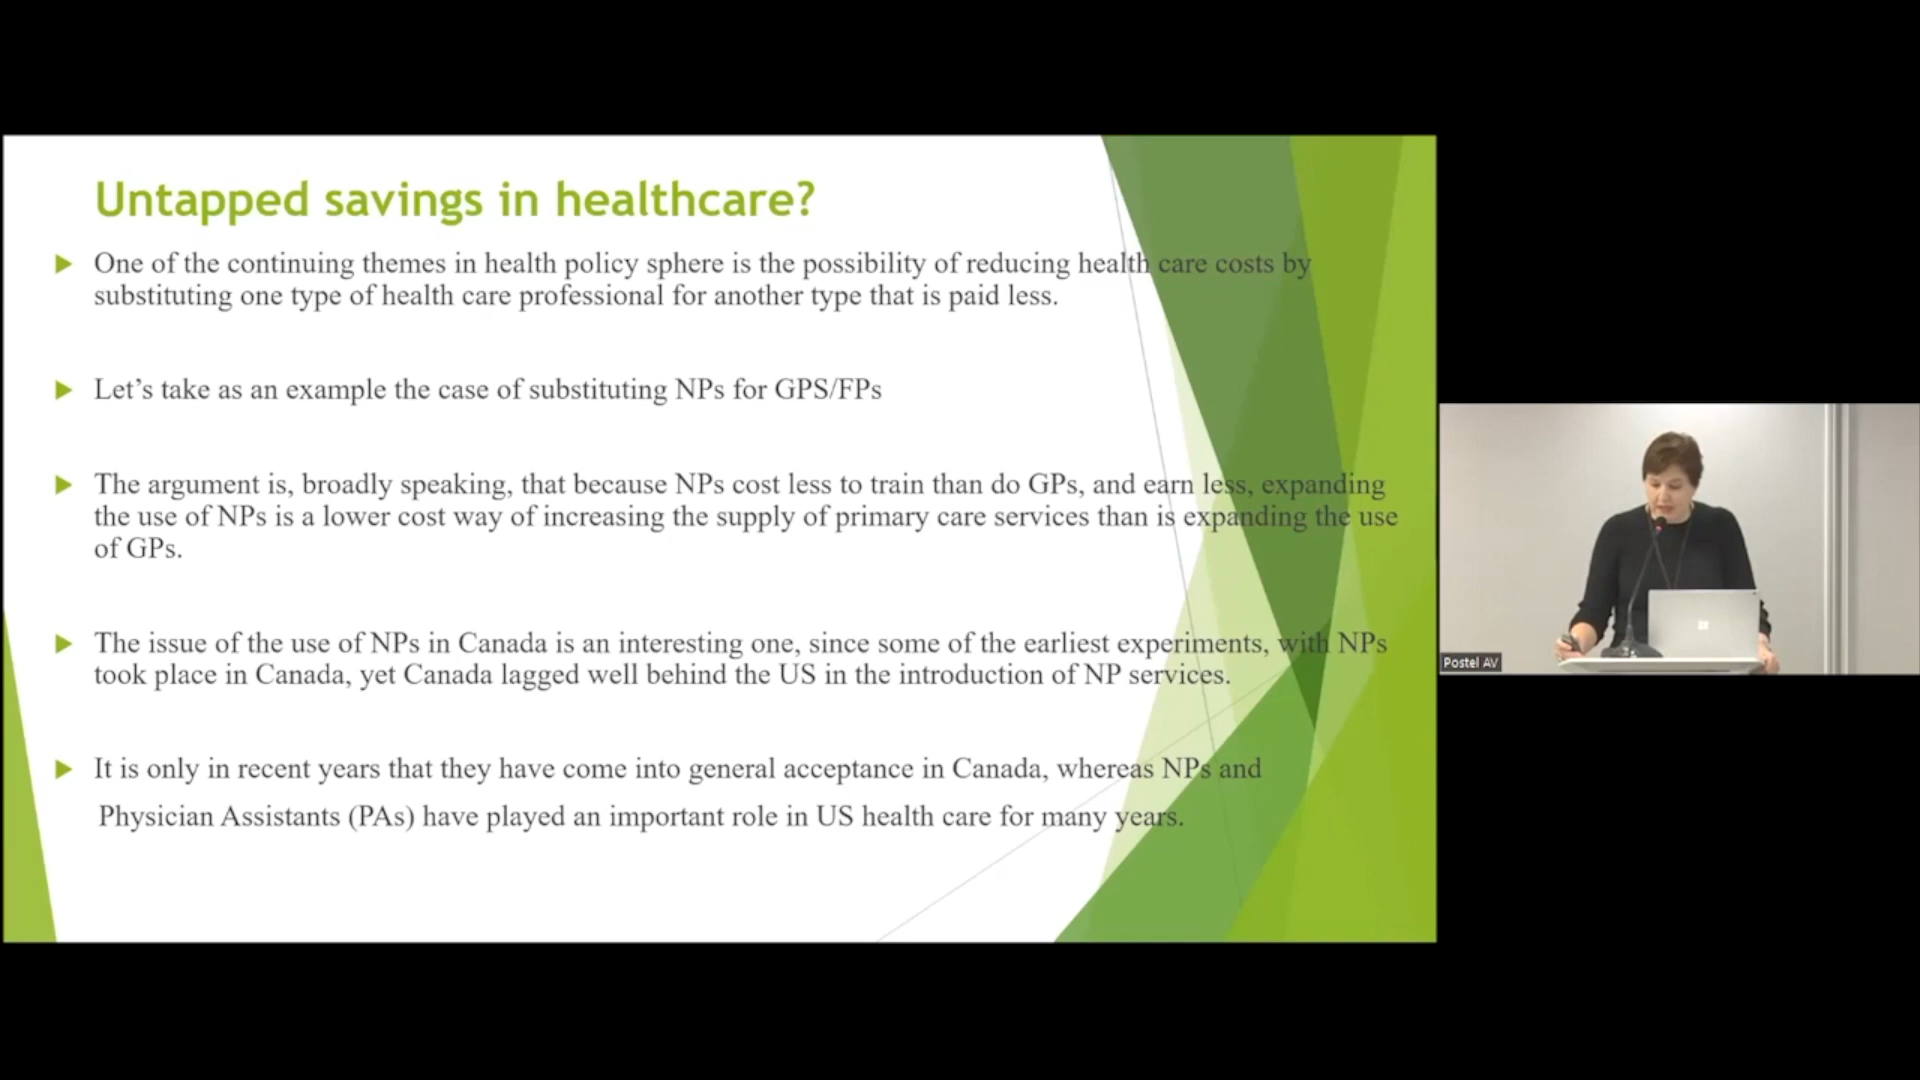 Untapped savings in healthcare?
One of the continuing themes in health policy sphere is the possibility of reducing health care costs by
substituting one type of health care professional for another type that is paid less.
Let's take as an example the case of substituting NPs for GPS/FPs
The argument is, broadly speaking, that because NPs cost less to train than do GPs, and earn less, expanding
the use of NPs is a lower cost way of increasing the supply of primary care services than is expanding the use
of GPs.
The issue of the use of NPs in Canada is an interesting one, since some of the earliest experiments, with NPs
took place in Canada, yet Canada lagged well behind the US in the introduction of NP services.
It is only in recent years that they have come into general acceptance in Canada, whereas NPs and
Physician Assistants (PAs) have played an important role in US health care for many years.
Postel AV